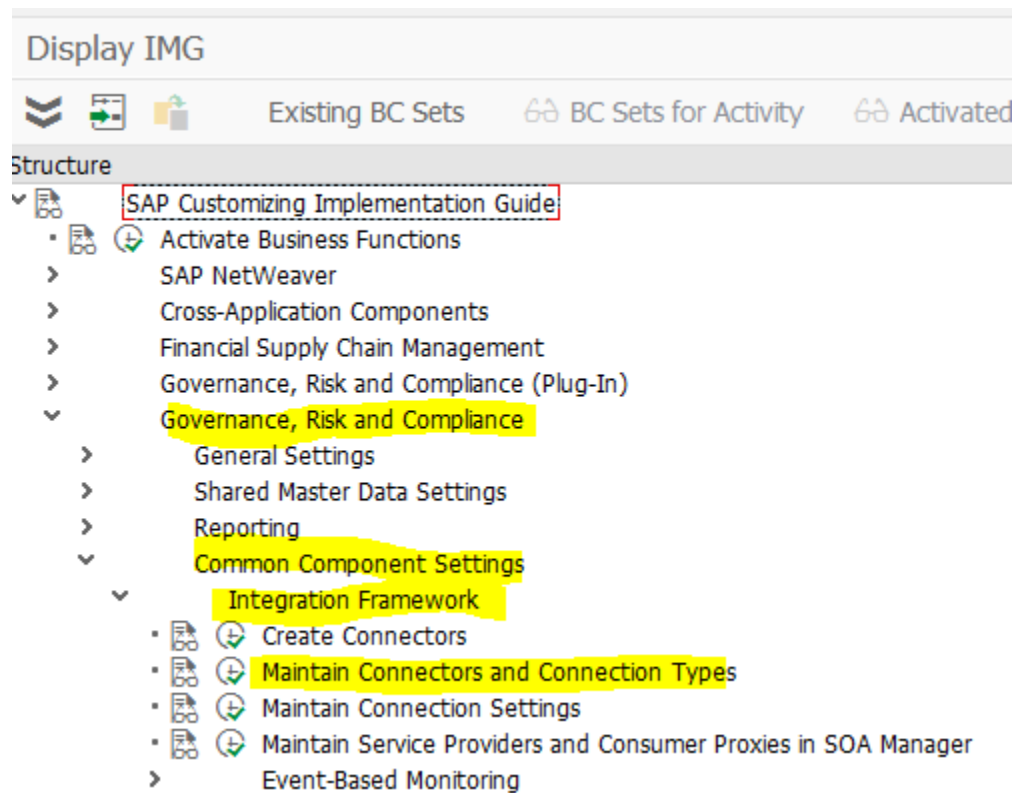 Display IMG
Existing BC Sets BC Sets for Activity Activated
Structure
SAP Customizing Implementation Guide
Activate Business Functions
SAP NetWeaver
Cross-Application Components
Financial Supply Chain Management
Governance, Risk and Compliance (Plug-In)
Governance, Risk and Compliance
General Settings
Shared Master Data Settings
Reporting
Common Component Settings
Integration Framework
Create Connectors
Maintain Connectors and Connection Types
Maintain Connection Settings
Maintain Service Providers and Consumer Proxies in SOA Manager
Event-Based Monitoring